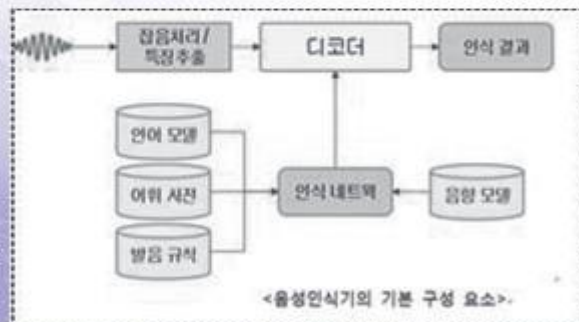 잡음처리/
특징추출
디코더
인식 결과
언어 모델
어휘 사전
발음 규칙
인식 네트웍
음향 모델
<음성인식기의 기본 구성 요소>.